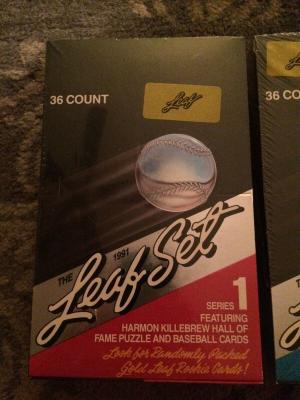 36 COUNT
Leaf
THE 1991
Leaf Set
SERIES 1
FEATURING
HARMON KILLEBREW HALL OF
FAME PUZZLE AND BASEBALL CARDS
Look for Randomly Packed
Gold Leaf Rookie Cards!
Leaf
36 CO